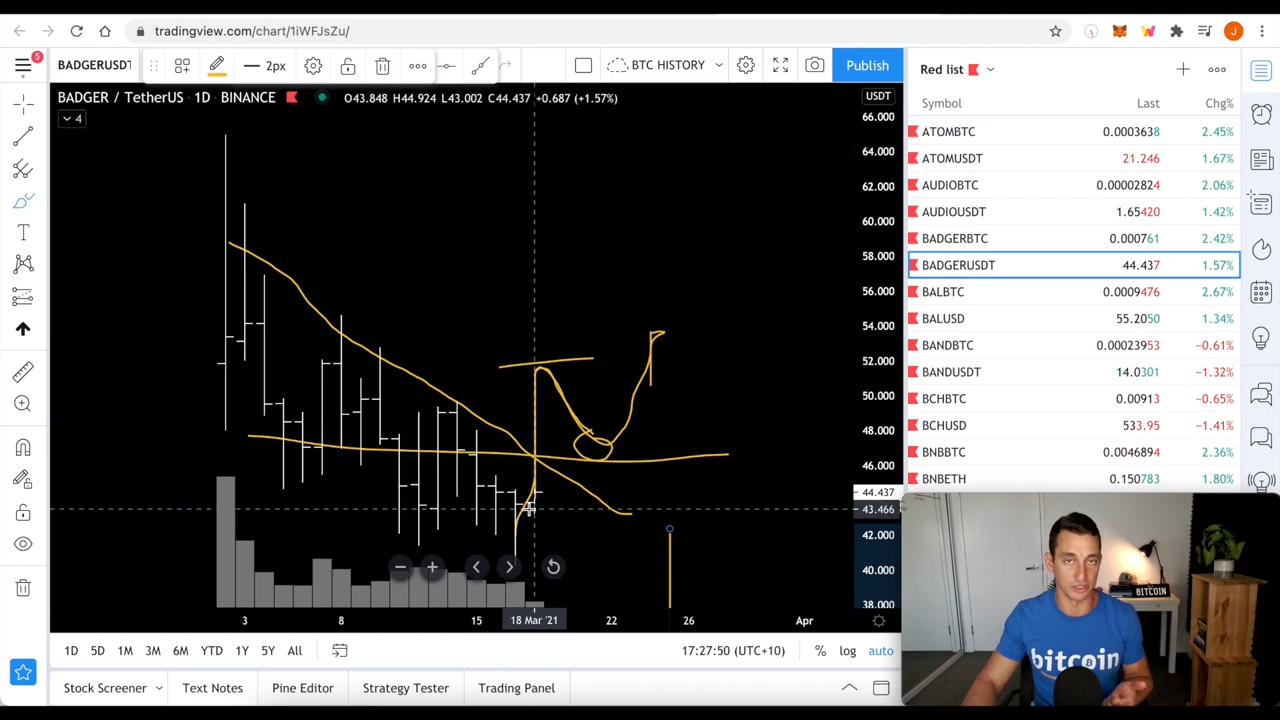 tradingview.com/chart/1iWFJsZu/
J
5
BADGERUSDT
2px
BTC HISTORY
Publish
BADGER / TetherUS · 1D · BINANCE O43.848 H44.924 L43.002 C44.437 +0.687 (+1.57%)
4
USDT
66.000
64.000
62.000
60.000
58.000
56.000
54.000
52.000
50.000
48.000
46.000
44.437
43.466
42.000
40.000
38.000
3 8 15 18 Mar '21 22 26 Apr
1D 5D 1M 3M 6M YTD 1Y 5Y All 17:27:50 (UTC+10) % log auto
Stock Screener Text Notes Pine Editor Strategy Tester Trading Panel
Red list
Symbol Last Chg%
ATOMBTC 0.0003638 2.45%
ATOMUSDT 21.246 1.67%
AUDIOBTC 0.00002824 2.06%
AUDIOUSDT 1.65420 1.42%
BADGERBTC 0.000761 2.42%
BADGERUSDT 44.437 1.57%
BALBTC 0.0009476 2.67%
BALUSD 55.2050 1.34%
BANDBTC 0.00023953 −0.61%
BANDUSDT 14.0301 −1.32%
BCHBTC 0.00913 −0.65%
BCHUSD 533.95 −1.41%
BNBBTC 0.0046894 2.36%
BNBETH 0.150783 1.80%
BITCOIN
bitcoin